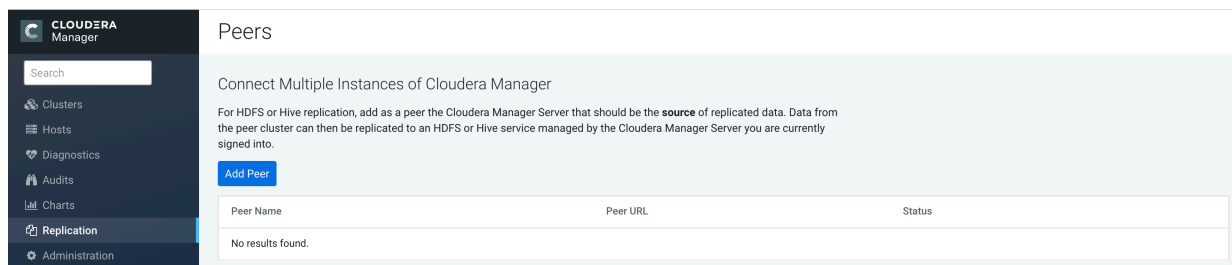 CLOUDERA
Manager
Search
Clusters
Hosts
Diagnostics
Audits
Charts
Replication
Administration
Peers
Connect Multiple Instances of Cloudera Manager
For HDFS or Hive replication, add as a peer the Cloudera Manager Server that should be the source of replicated data. Data from
the peer cluster can then be replicated to an HDFS or Hive service managed by the Cloudera Manager Server you are currently
signed into.
Add Peer
Peer Name Peer URL Status
No results found.